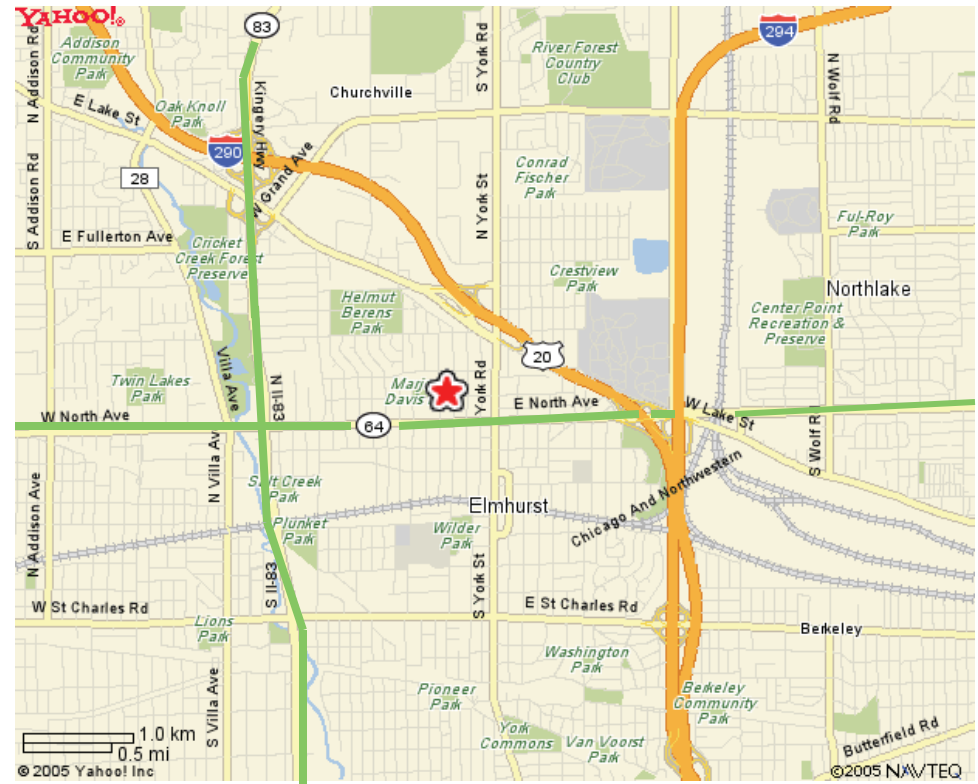 YAHOO!®
83
294
N Addison Rd
Addison
Community
Park
S York Rd
River Forest
Country
Club
N Wolf Rd
Kingery Hwy
Churchville
E Lake St
Oak Knoll
Park
290
W Grand Ave
28
S Addison Rd
Conrad
Fischer
Park
N York St
Ful-Roy
Park
E Fullerton Ave
Cricket
Creek Forest
Preserve
Crestview
Park
Northlake
Helmut
Berens
Park
Center Point
Recreation &
Preserve
20
Villa Ave
N Il-83
Twin Lakes
Park
Davis
York Rd
E North Ave
W Lake St
W North Ave
64
S Wolf R
N Villa Av
Salt Creek
Park
Chicago And Northwestern
Elmhurst
N Addison Ave
Plunket
Park
Wilder
Park
S Il-83
S York St
W St Charles Rd
E St Charles Rd
Lions
Park
Berkeley
Washington
Park
S Villa Ave
Pioneer
Park
Berkeley
Community
Park
York
Commons
Van Voorst
Park
Butterfield Rd
1.0 km
0.5 mi
© 2005 Yahoo! Inc
©2005 NAVTEQ